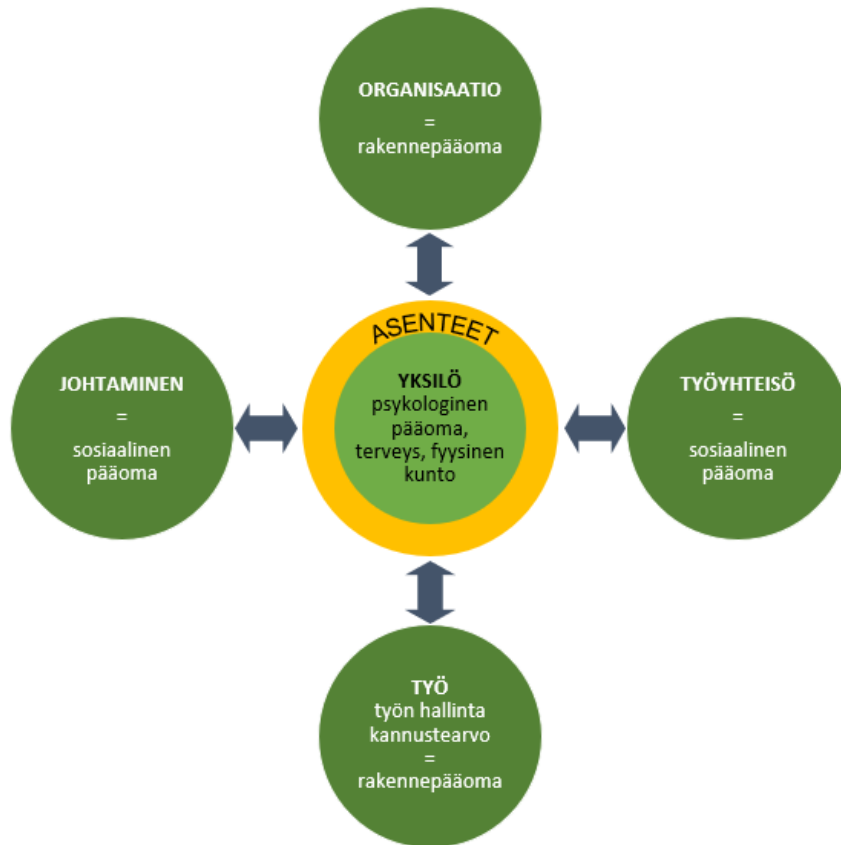 ORGANISAATIO
=
rakennepääoma
ASENTEET
YKSILÖ
psykologinen
pääoma,
terveys, fyysinen
kunto
JOHTAMINEN
=
sosiaalinen
pääoma
TYÖYHTEISÖ
=
sosiaalinen
pääoma
TYÖ
työn hallinta
kannustearvo
=
rakennepääoma